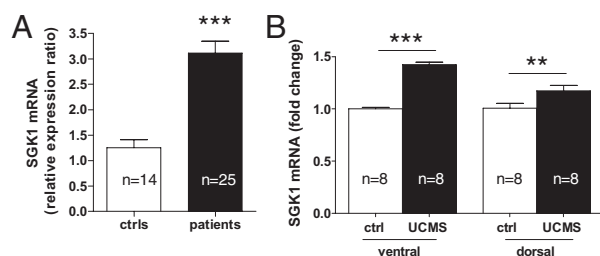 A
SGK1 mRNA
(relative expression ratio)
3.5
3.0
2.5
2.0
1.5
1.0
0.5
0.0
***
n=14
n=25
ctrls
patients
B
SGK1 mRNA (fold change)
1.5
1.0
0.5
0.0
***
**
n=8
n=8
n=8
n=8
ctrl
UCMS
ctrl
UCMS
ventral
dorsal